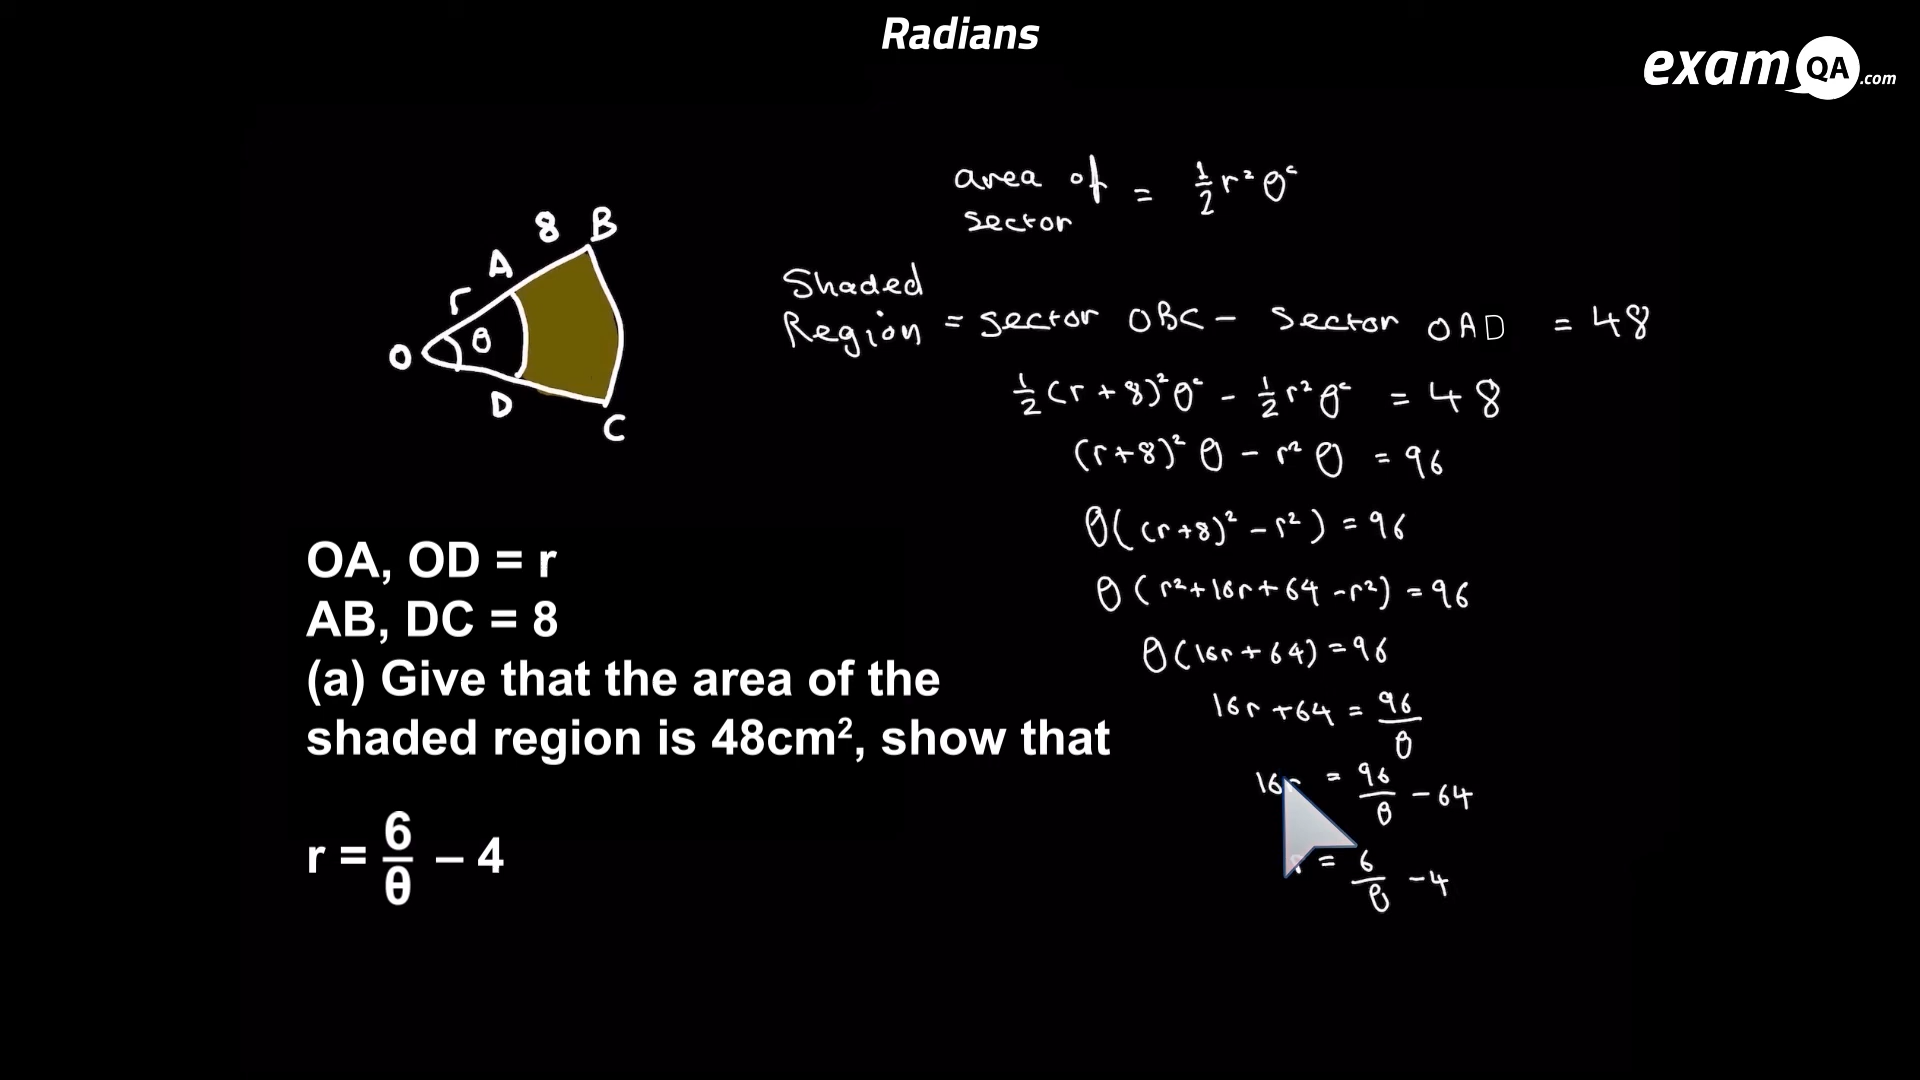 Radians
examQA.com
area of sector = ½r²θᶜ
8 B
A
r
O θ
D
C
Shaded Region = sector OBC – sector OAD = 48
½(r + 8)²θᶜ – ½r²θᶜ = 48
(r+8)²θ – r²θ = 96
θ((r+8)² – r²) = 96
θ(r²+16r+64 –r²) = 96
θ(16r+64) = 96
16r +64 = 96/θ
16r = 96/θ – 64
= 6/θ – 4
OA, OD = r
AB, DC = 8
(a) Give that the area of the
shaded region is 48cm², show that
r = 6/θ – 4